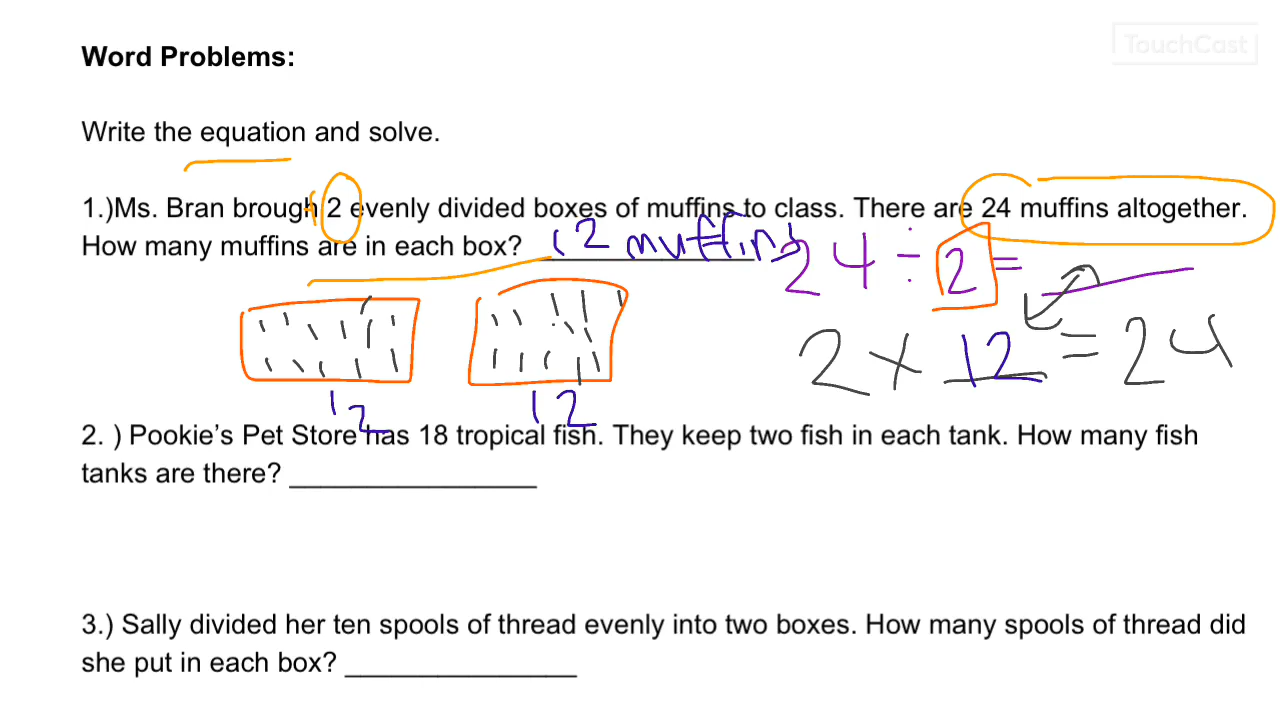 TouchCast
Word Problems:
Write the equation and solve.
1.)Ms. Bran brough 2 evenly divided boxes of muffins to class. There are 24 muffins altogether.
How many muffins are in each box? 12 muffins
24 ÷ 2 =
2 x 12 = 24
12 12
2. ) Pookie's Pet Store has 18 tropical fish. They keep two fish in each tank. How many fish
tanks are there? _________________
3.) Sally divided her ten spools of thread evenly into two boxes. How many spools of thread did
she put in each box? ________________